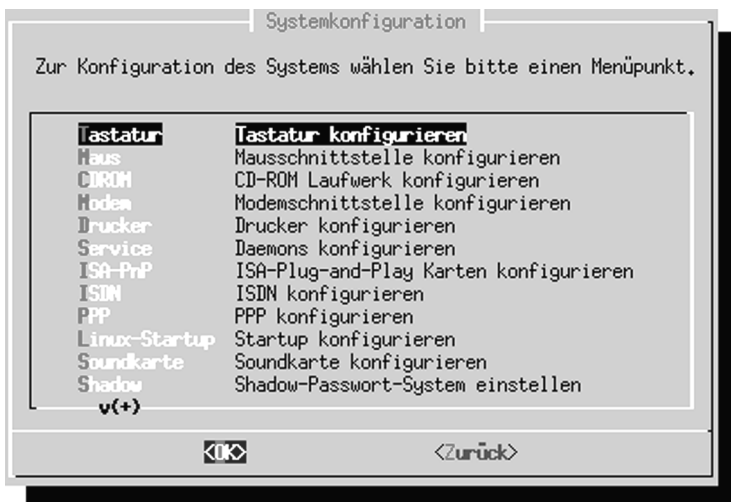 Systemkonfiguration
Zur Konfiguration des Systems wählen Sie bitte einen Menüpunkt.
Tastatur Tastatur konfigurieren
Maus Mausschnittstelle konfigurieren
CDROM CD-ROM Laufwerk konfigurieren
Modem Modemschnittstelle konfigurieren
Drucker Drucker konfigurieren
Service Daemons konfigurieren
ISA-PnP ISA-Plug-and-Play Karten konfigurieren
ISDN ISDN konfigurieren
PPP PPP konfigurieren
Linux-Startup Startup konfigurieren
Soundkarte Soundkarte konfigurieren
Shadow Shadow-Passwort-System einstellen
v(+)
<OK> <Zurück>